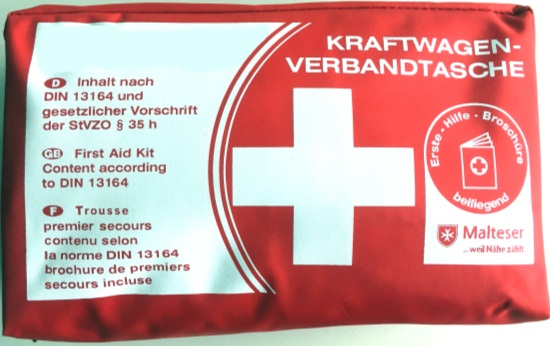 KRAFTWAGEN-
VERBANDTASCHE
D Inhalt nach
DIN 13164 und
gesetzlicher Vorschrift
der StVZO § 35 h
GB First Aid Kit
Content according
to DIN 13164
F Trousse
premier secours
contenu selon
la norme DIN 13164
brochure de premiers
secours incluse
Erste - Hilfe - Broschüre
beiliegend
Malteser
...weil Nähe zählt